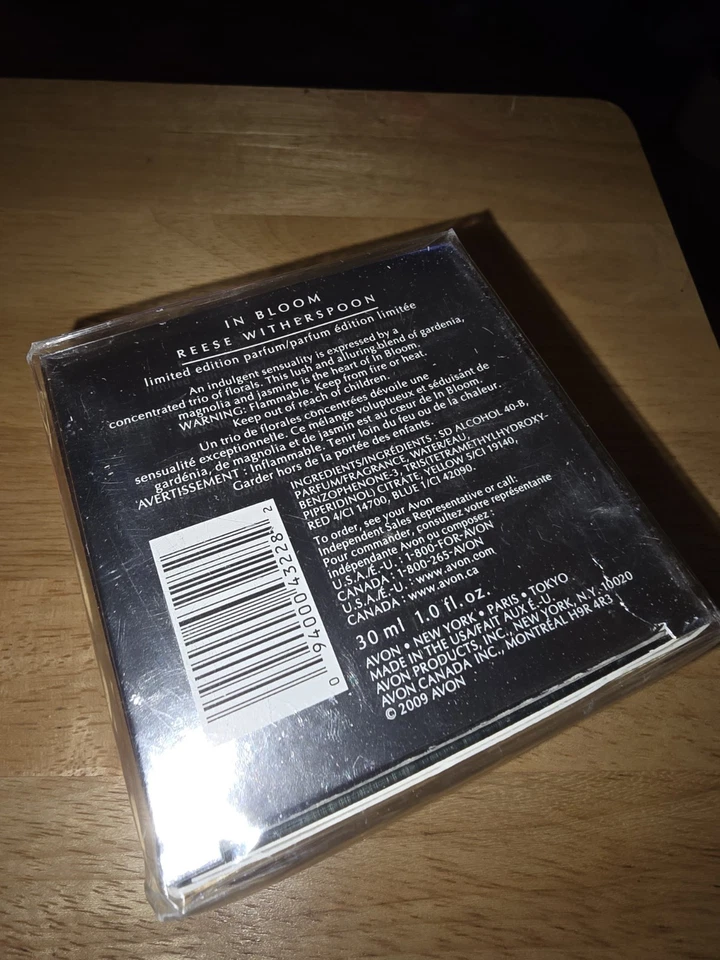 IN BLOOM
REESE WITHERSPOON
limited edition parfum/parfum édition limitée
An indulgent sensuality is expressed by a
concentrated trio of florals. This lush and alluring blend of gardenia,
magnolia and jasmine is the heart of In Bloom.
WARNING: Flammable. Keep from fire or heat.
Keep out of reach of children.
Un trio de florales concentrées déroule une
sensualité exceptionnelle. Ce mélange voluptueux et séduisant de
gardénia, de magnolia et de jasmin est au cœur de In Bloom.
AVERTISSEMENT : Inflammable. Tenir loin du feu ou de la chaleur.
Garder hors de la portée des enfants.
INGREDIENTS/INGRÉDIENTS : SD ALCOHOL 40-B,
PARFUM/FRAGRANCE, WATER/EAU,
BENZOPHENONE-3, TRIS(TETRAMETHYLHYDROXY-
PIPERIDINOL) CITRATE, YELLOW 5/CI 19140,
RED 4/CI 14700, BLUE 1/CI 42090.
To order, see your Avon
Independent Sales Representative or call:
Pour commander, consultez votre représentante
indépendante Avon ou composez :
U.S.A./É.-U. : 1-800-FOR-AVON
CANADA : 1-800-265-AVON
U.S.A./É.-U. : www.avon.com
CANADA : www.avon.ca
30 ml 1.0 fl. oz.
AVON • NEW YORK • PARIS • TOKYO
MADE IN THE USA/FAIT AUX É.-U.
AVON PRODUCTS, INC., NEW YORK, N.Y. 10020
AVON CANADA INC., MONTRÉAL H9R 4R3
© 2009 AVON
0 94000 43228 2